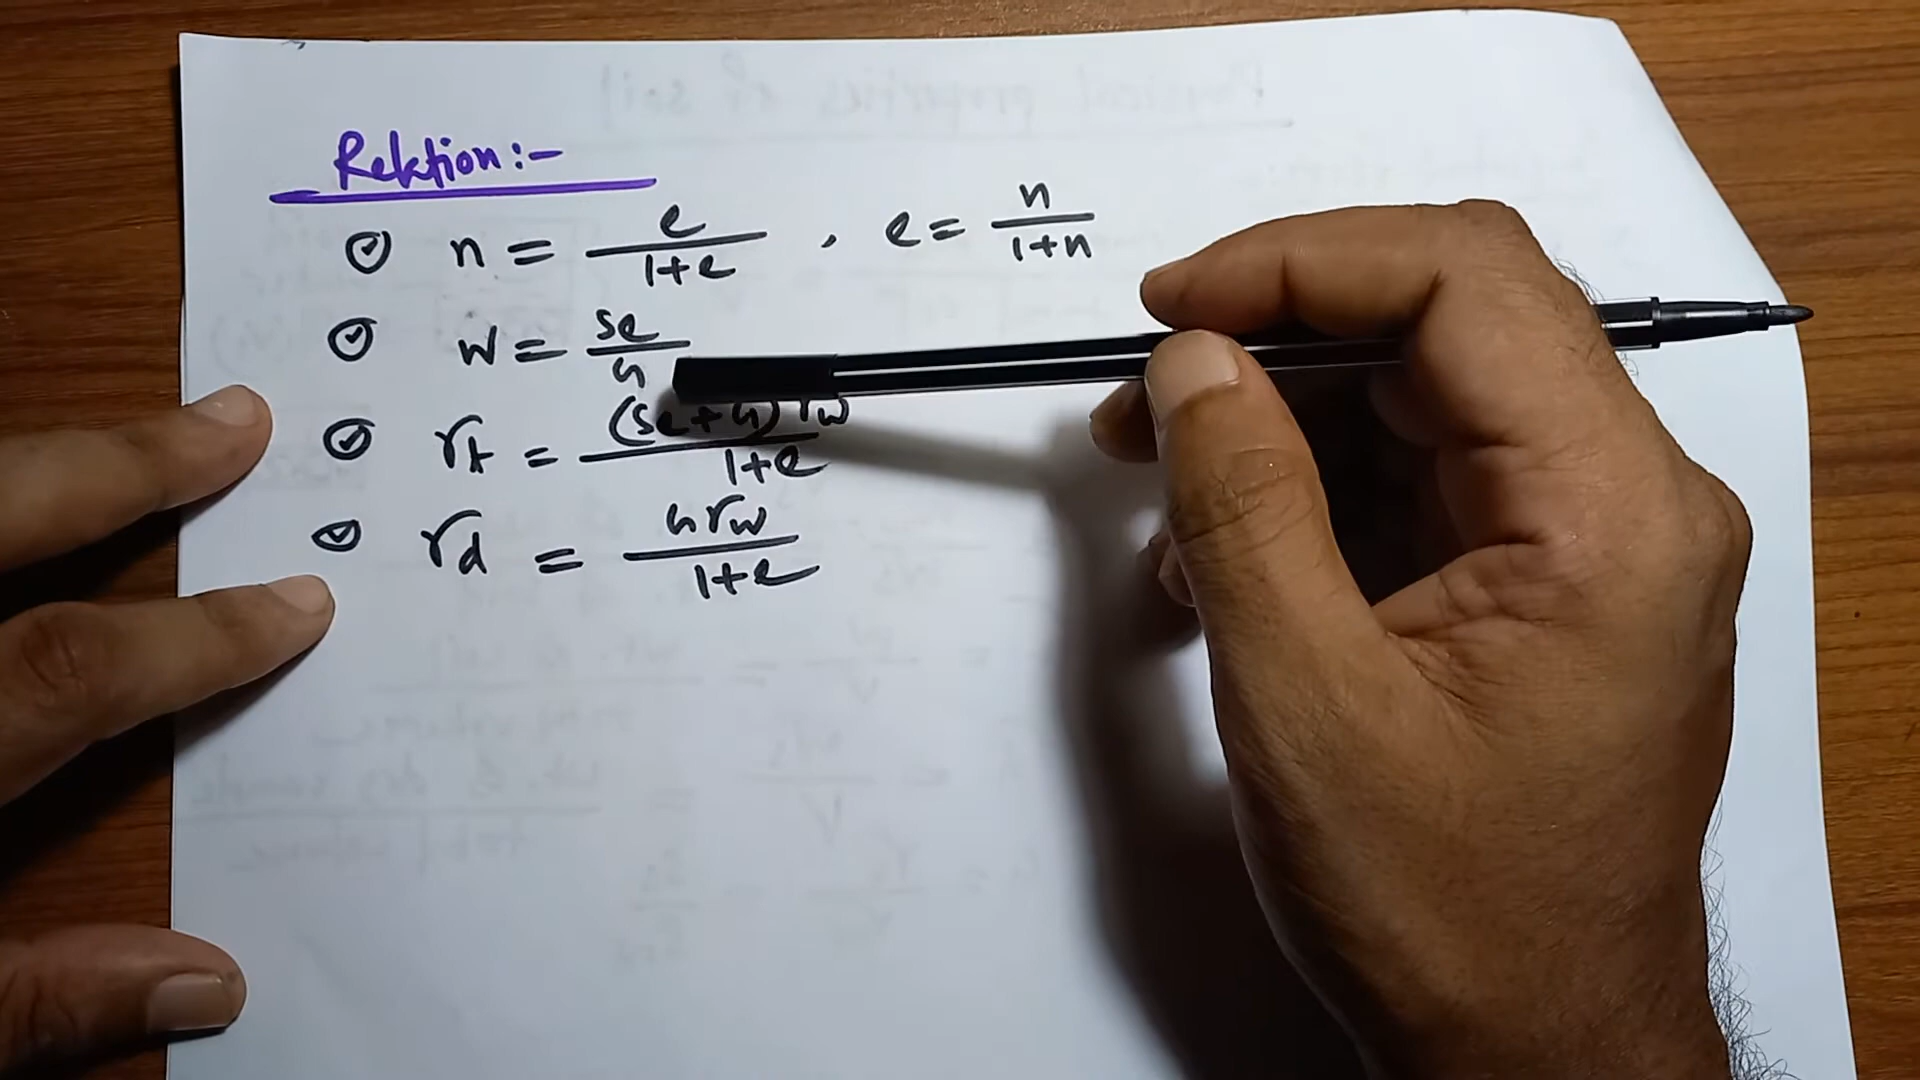 Relation:-
n = e/(1+e) , e = n/(1+n)
w = se/G
γt = (se+G)γw/(1+e)
γd = Gγw/(1+e)